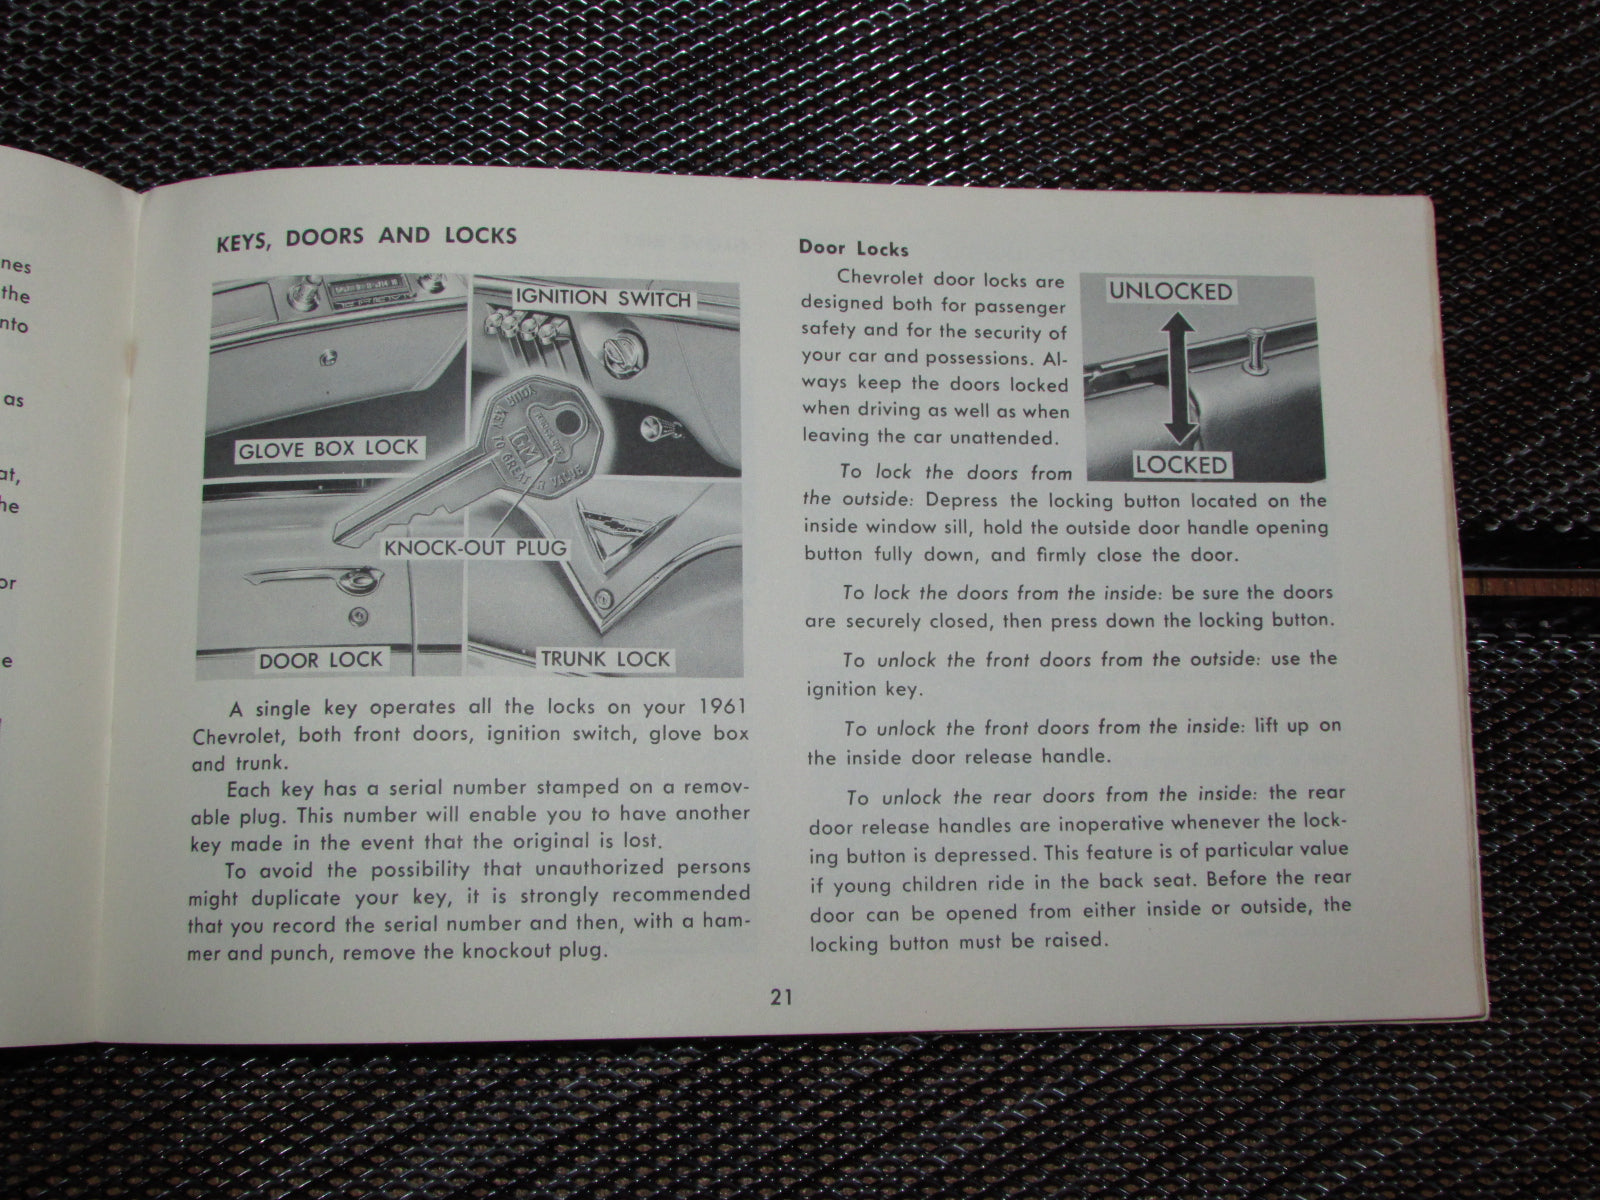 nes
the
nto
as
at,
he
or
e
KEYS, DOORS AND LOCKS
IGNITION SWITCH
GLOVE BOX LOCK
YOUR KEY TO GREATER VALUE
GM
KNOCK-OUT PLUG
DOOR LOCK
TRUNK LOCK
A single key operates all the locks on your 1961
Chevrolet, both front doors, ignition switch, glove box
and trunk.
Each key has a serial number stamped on a remov-
able plug. This number will enable you to have another
key made in the event that the original is lost.
To avoid the possibility that unauthorized persons
might duplicate your key, it is strongly recommended
that you record the serial number and then, with a ham-
mer and punch, remove the knockout plug.
Door Locks
Chevrolet door locks are
designed both for passenger
safety and for the security of
your car and possessions. Al-
ways keep the doors locked
when driving as well as when
leaving the car unattended.
UNLOCKED
LOCKED
To lock the doors from
the outside: Depress the locking button located on the
inside window sill, hold the outside door handle opening
button fully down, and firmly close the door.
To lock the doors from the inside: be sure the doors
are securely closed, then press down the locking button.
To unlock the front doors from the outside: use the
ignition key.
To unlock the front doors from the inside: lift up on
the inside door release handle.
To unlock the rear doors from the inside: the rear
door release handles are inoperative whenever the lock-
ing button is depressed. This feature is of particular value
if young children ride in the back seat. Before the rear
door can be opened from either inside or outside, the
locking button must be raised.
21